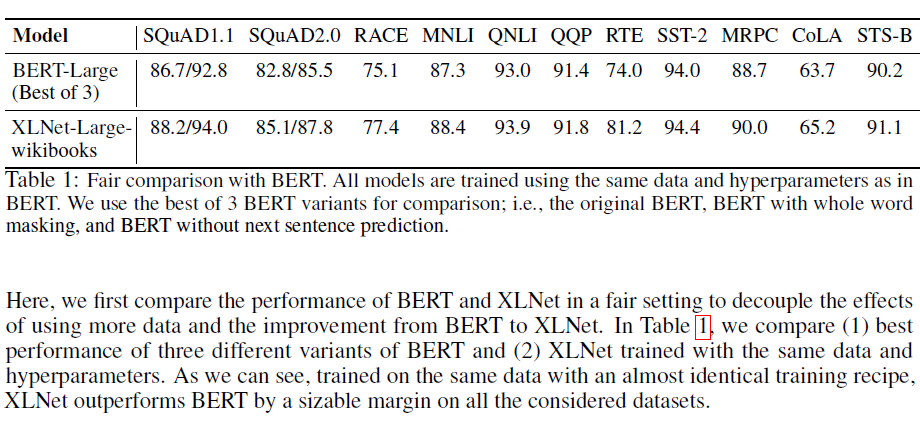 Model SQuAD1.1 SQuAD2.0 RACE MNLI QNLI QQP RTE SST-2 MRPC CoLA STS-B
BERT-Large 86.7/92.8 82.8/85.5 75.1 87.3 93.0 91.4 74.0 94.0 88.7 63.7 90.2
(Best of 3)
XLNet-Large- 88.2/94.0 85.1/87.8 77.4 88.4 93.9 91.8 81.2 94.4 90.0 65.2 91.1
wikibooks
Table 1: Fair comparison with BERT. All models are trained using the same data and hyperparameters as in
BERT. We use the best of 3 BERT variants for comparison; i.e., the original BERT, BERT with whole word
masking, and BERT without next sentence prediction.
Here, we first compare the performance of BERT and XLNet in a fair setting to decouple the effects
of using more data and the improvement from BERT to XLNet. In Table 1, we compare (1) best
performance of three different variants of BERT and (2) XLNet trained with the same data and
hyperparameters. As we can see, trained on the same data with an almost identical training recipe,
XLNet outperforms BERT by a sizable margin on all the considered datasets.